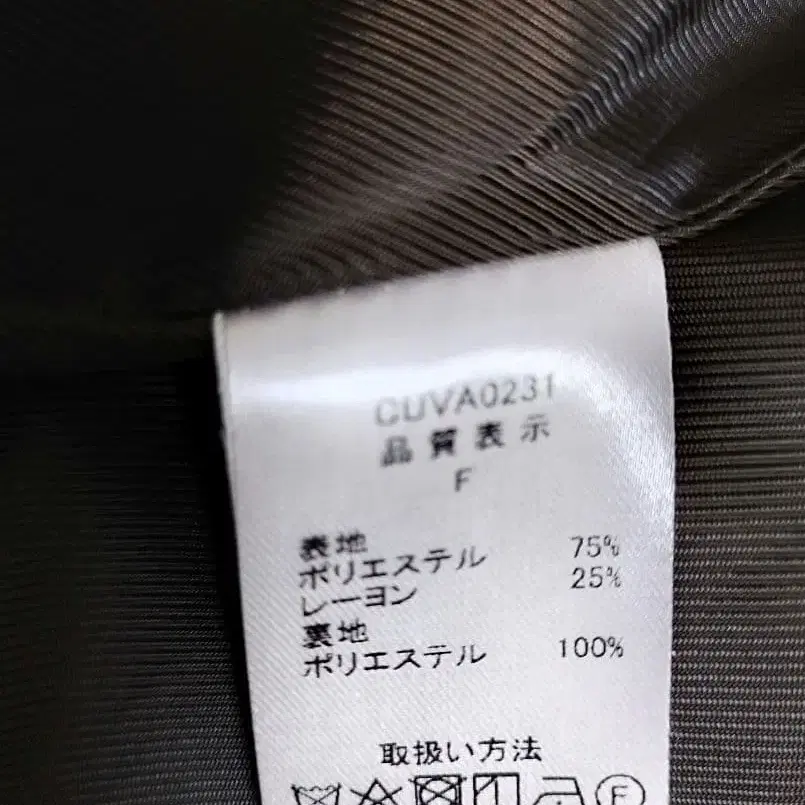 CUVA0231
品質表示
F
表地
ポリエステル 75%
レーヨン 25%
裏地
ポリエステル 100%
取扱い方法
F